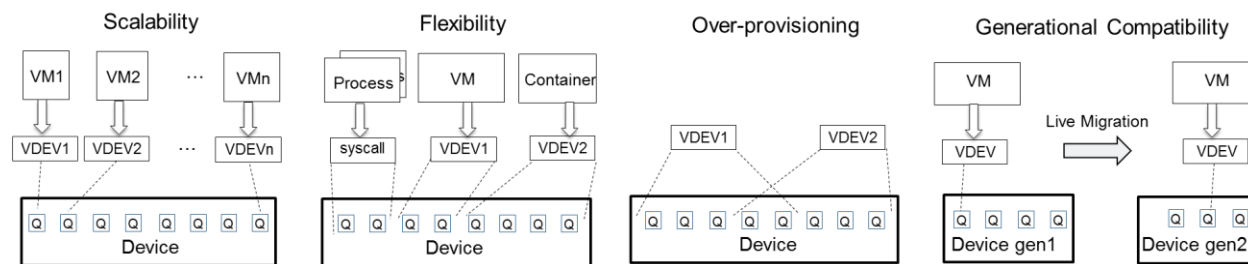 Scalability
VM1 VM2 ... VMn
VDEV1 VDEV2 ... VDEVn
Q Q Q Q Q Q Q Q
Device
Flexibility
Process s VM Container
syscall VDEV1 VDEV2
Q Q Q Q Q Q Q Q
Device
Over-provisioning
VDEV1 VDEV2
Q Q Q Q Q Q Q Q
Device
Generational Compatibility
VM VM
Live Migration
VDEV VDEV
Q Q Q Q Q Q Q
Device gen1 Device gen2